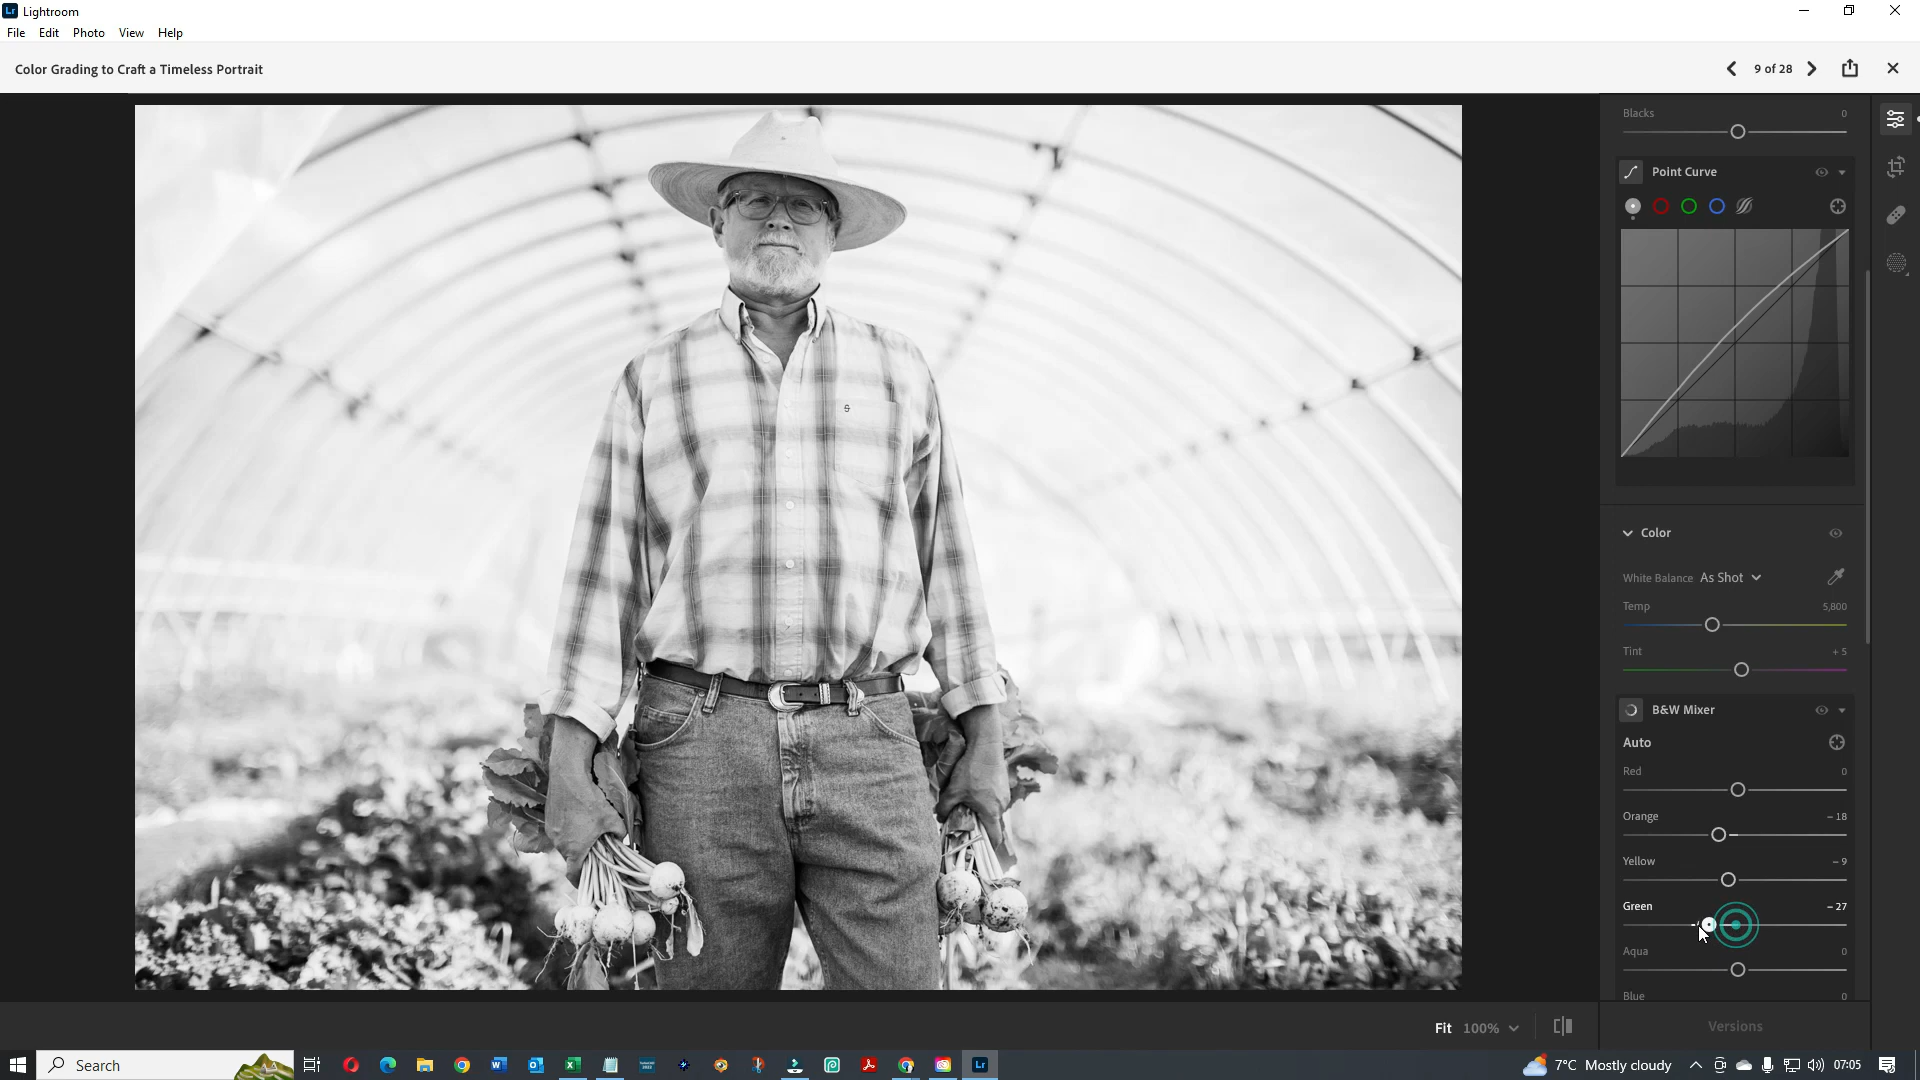 Lr Lightroom
File Edit Photo View Help
Color Grading to Craft a Timeless Portrait
9 of 28
Blacks 0
Point Curve
Color
White Balance As Shot
Temp 5,800
Tint + 5
B&W Mixer
Auto
Red 0
Orange - 18
Yellow - 9
Green - 27
Aqua 0
Blue 0
Fit 100%
Versions
Search
7°C Mostly cloudy
07:05